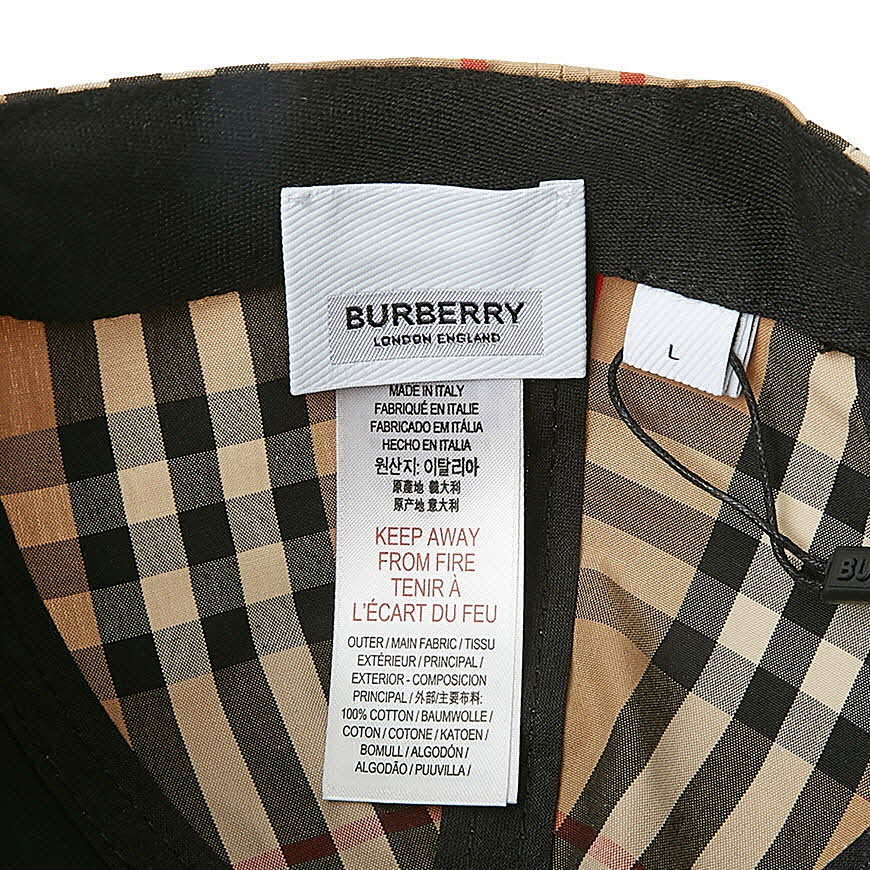 BURBERRY
LONDON ENGLAND
L
MADE IN ITALY
FABRIQUÉ EN ITALIE
FABRICADO EM ITÁLIA
HECHO EN ITALIA
원산지: 이탈리아
原產地 義大利
原产地 意大利
KEEP AWAY
FROM FIRE
TENIR À
L'ÉCART DU FEU
OUTER / MAIN FABRIC / TISSU
EXTÉRIEUR / PRINCIPAL /
EXTERIOR - COMPOSICION
PRINCIPAL / 外部/主要布料:
100% COTTON / BAUMWOLLE /
COTON / COTONE / KATOEN /
BOMULL / ALGODÓN /
ALGODÃO / PUUVILLA /
BU